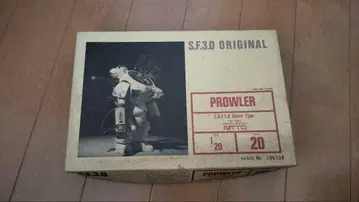 S.F.3.D ORIGINAL
PROWLER
S.A.F.S.R Space Type
NITTO
1
20
20
S.F.3.D